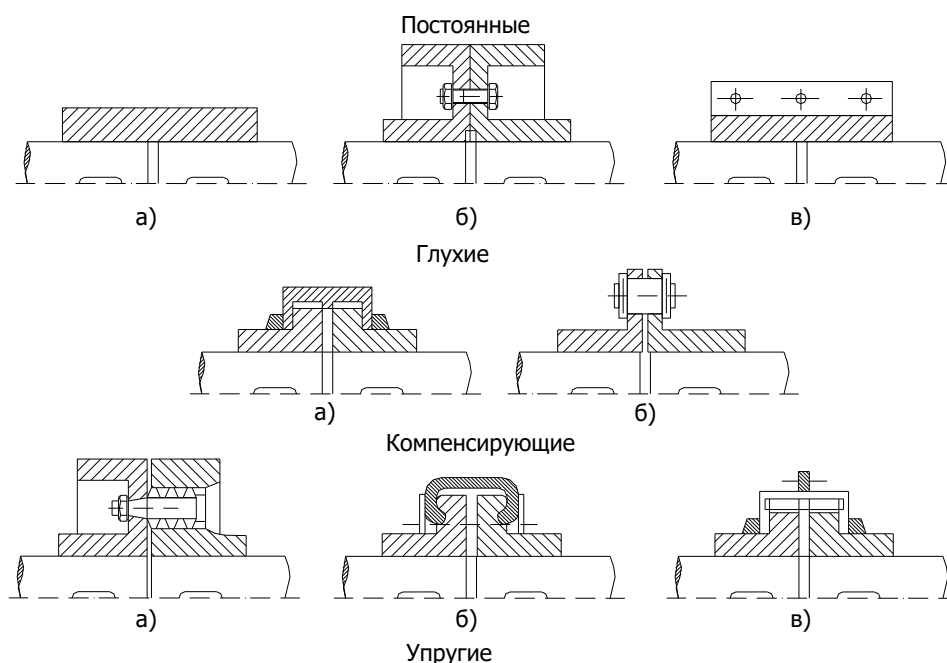 Постоянные
а) б) в)
Глухие
а) б)
Компенсирующие
а) б) в)
Упругие